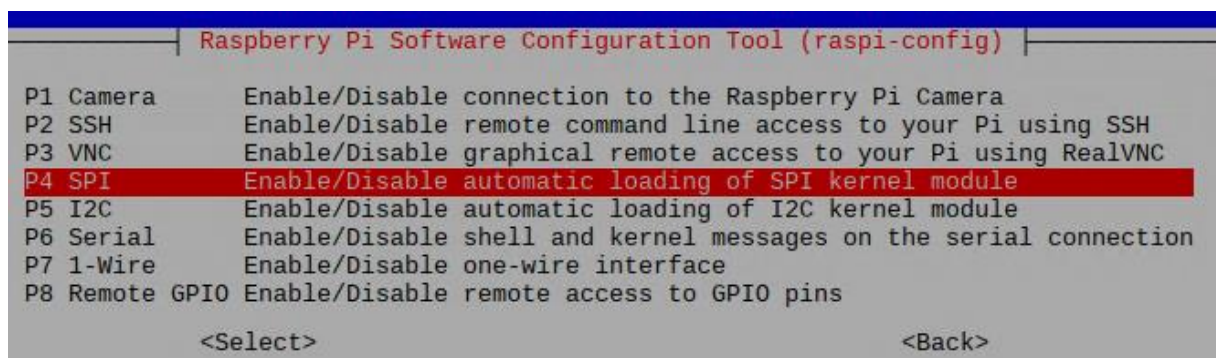 Raspberry Pi Software Configuration Tool (raspi-config)
P1 Camera Enable/Disable connection to the Raspberry Pi Camera
P2 SSH Enable/Disable remote command line access to your Pi using SSH
P3 VNC Enable/Disable graphical remote access to your Pi using RealVNC
P4 SPI Enable/Disable automatic loading of SPI kernel module
P5 I2C Enable/Disable automatic loading of I2C kernel module
P6 Serial Enable/Disable shell and kernel messages on the serial connection
P7 1-Wire Enable/Disable one-wire interface
P8 Remote GPIO Enable/Disable remote access to GPIO pins
<Select> <Back>